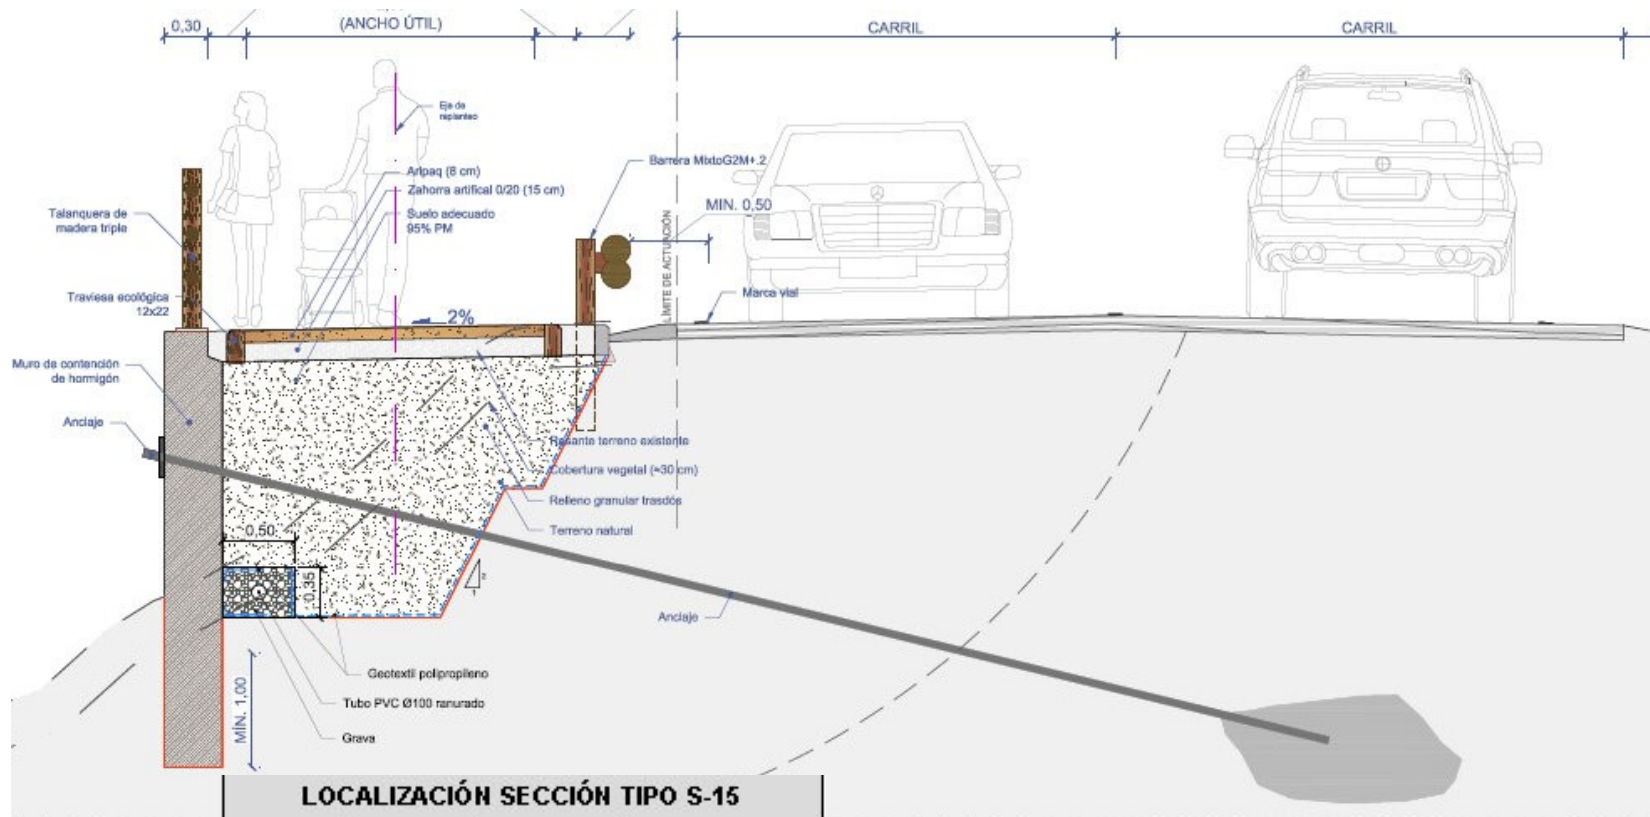 0,30
(ANCHO ÚTIL)
CARRIL
CARRIL
Eje de
replanteo
Aripaq (8 cm)
Zahorra artifical 0/20 (15 cm)
Suelo adecuado
95% PM
Barrera MixtoG2M+.2
MIN. 0,50
LÍMITE DE ACTUACIÓN
Talanquera de
madera triple
Traviesa ecológica
12x22
2%
Marca vial
Muro de contención
de hormigón
Anclaje
Rasante terreno existente
Cobertura vegetal (≈30 cm)
Relleno granular trasdós
Terreno natural
0,50
0,35
2
1
Anclaje
Geotextil polipropileno
Tubo PVC Ø100 ranurado
Grava
MÍN. 1,00
LOCALIZACIÓN SECCIÓN TIPO S-15